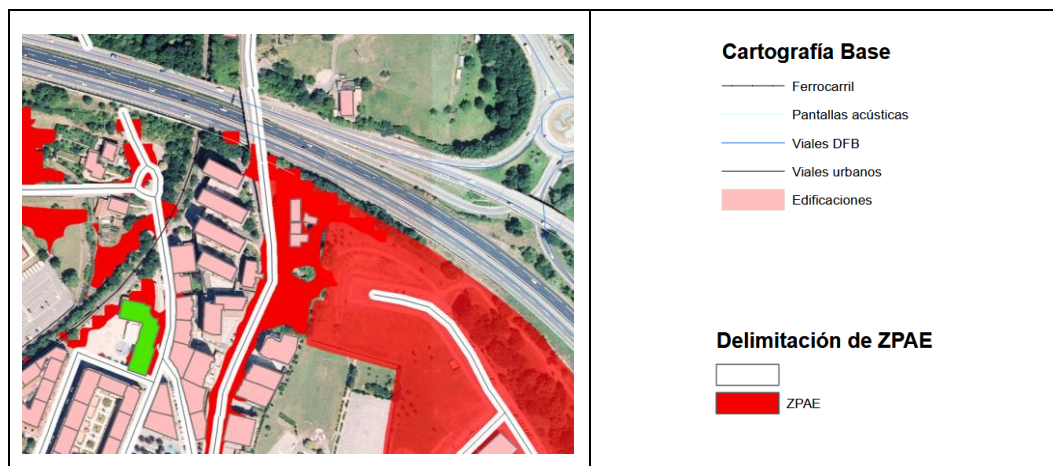 Cartografía Base
Ferrocarril
Pantallas acústicas
Viales DFB
Viales urbanos
Edificaciones
Delimitación de ZPAE
ZPAE